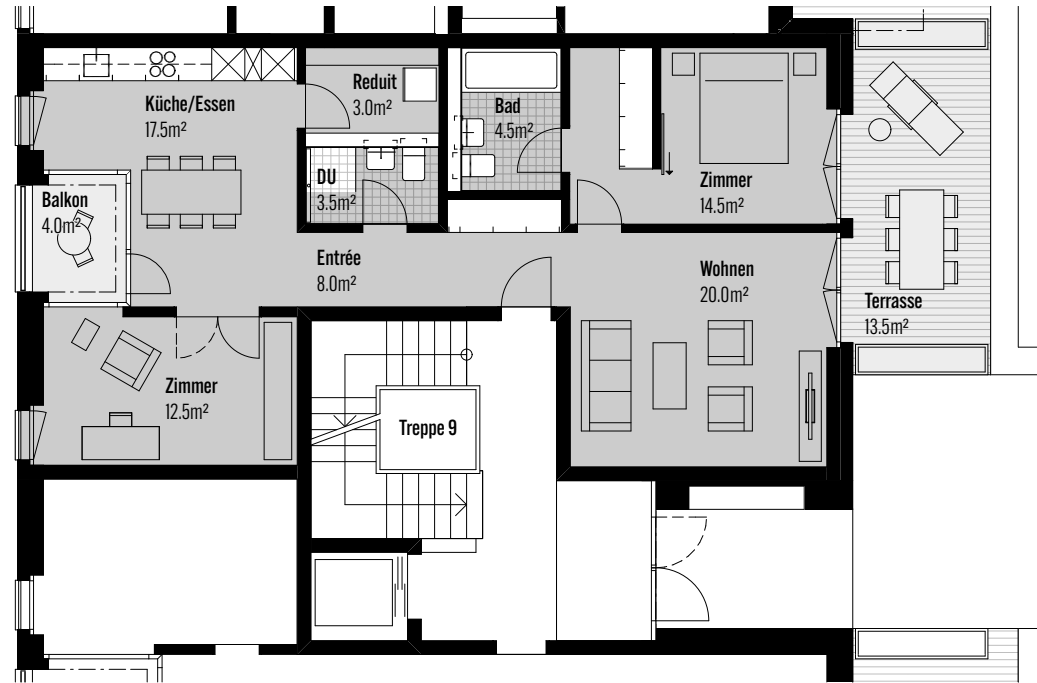 Küche/Essen
17.5m²
Reduit
3.0m²
Bad
4.5m²
DU
3.5m²
Zimmer
14.5m²
Balkon
4.0m²
Entrée
8.0m²
Wohnen
20.0m²
Terrasse
13.5m²
Zimmer
12.5m²
Treppe 9